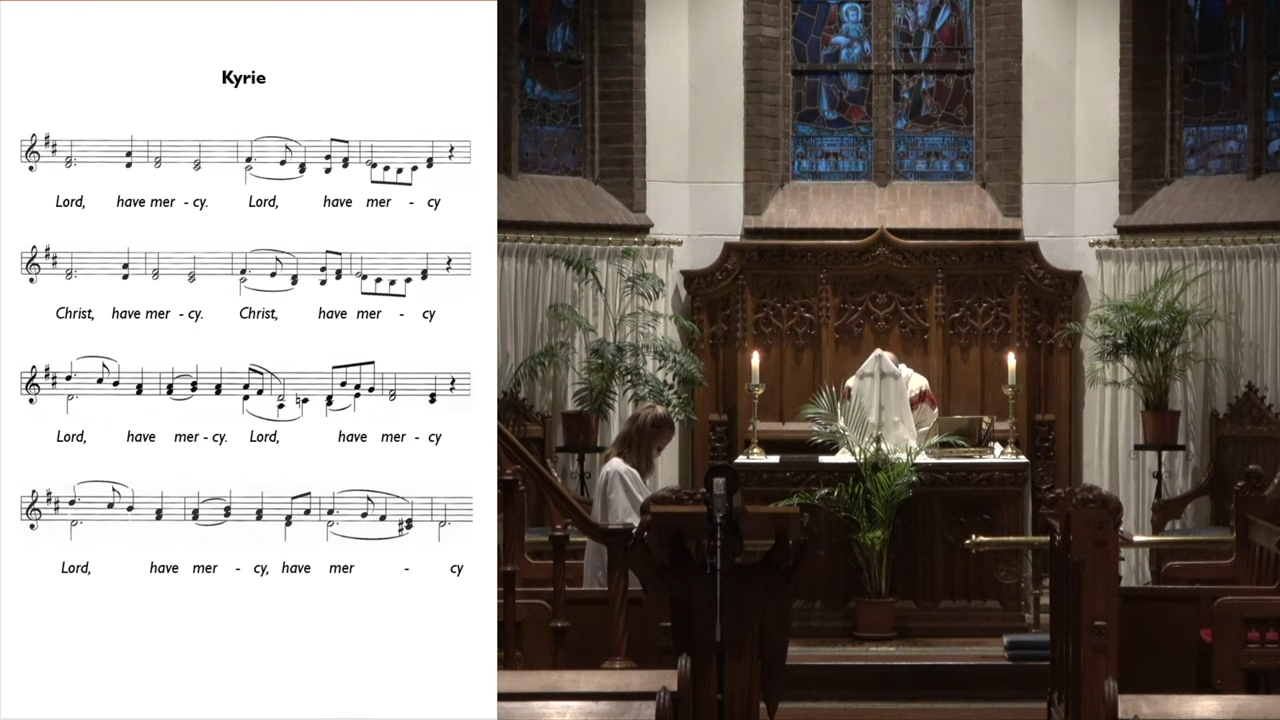 Kyrie
Lord, have mer - cy. Lord, have mer - cy
Christ, have mer - cy. Christ, have mer - cy
Lord, have mer - cy. Lord, have mer - cy
Lord, have mer - cy, have mer - cy